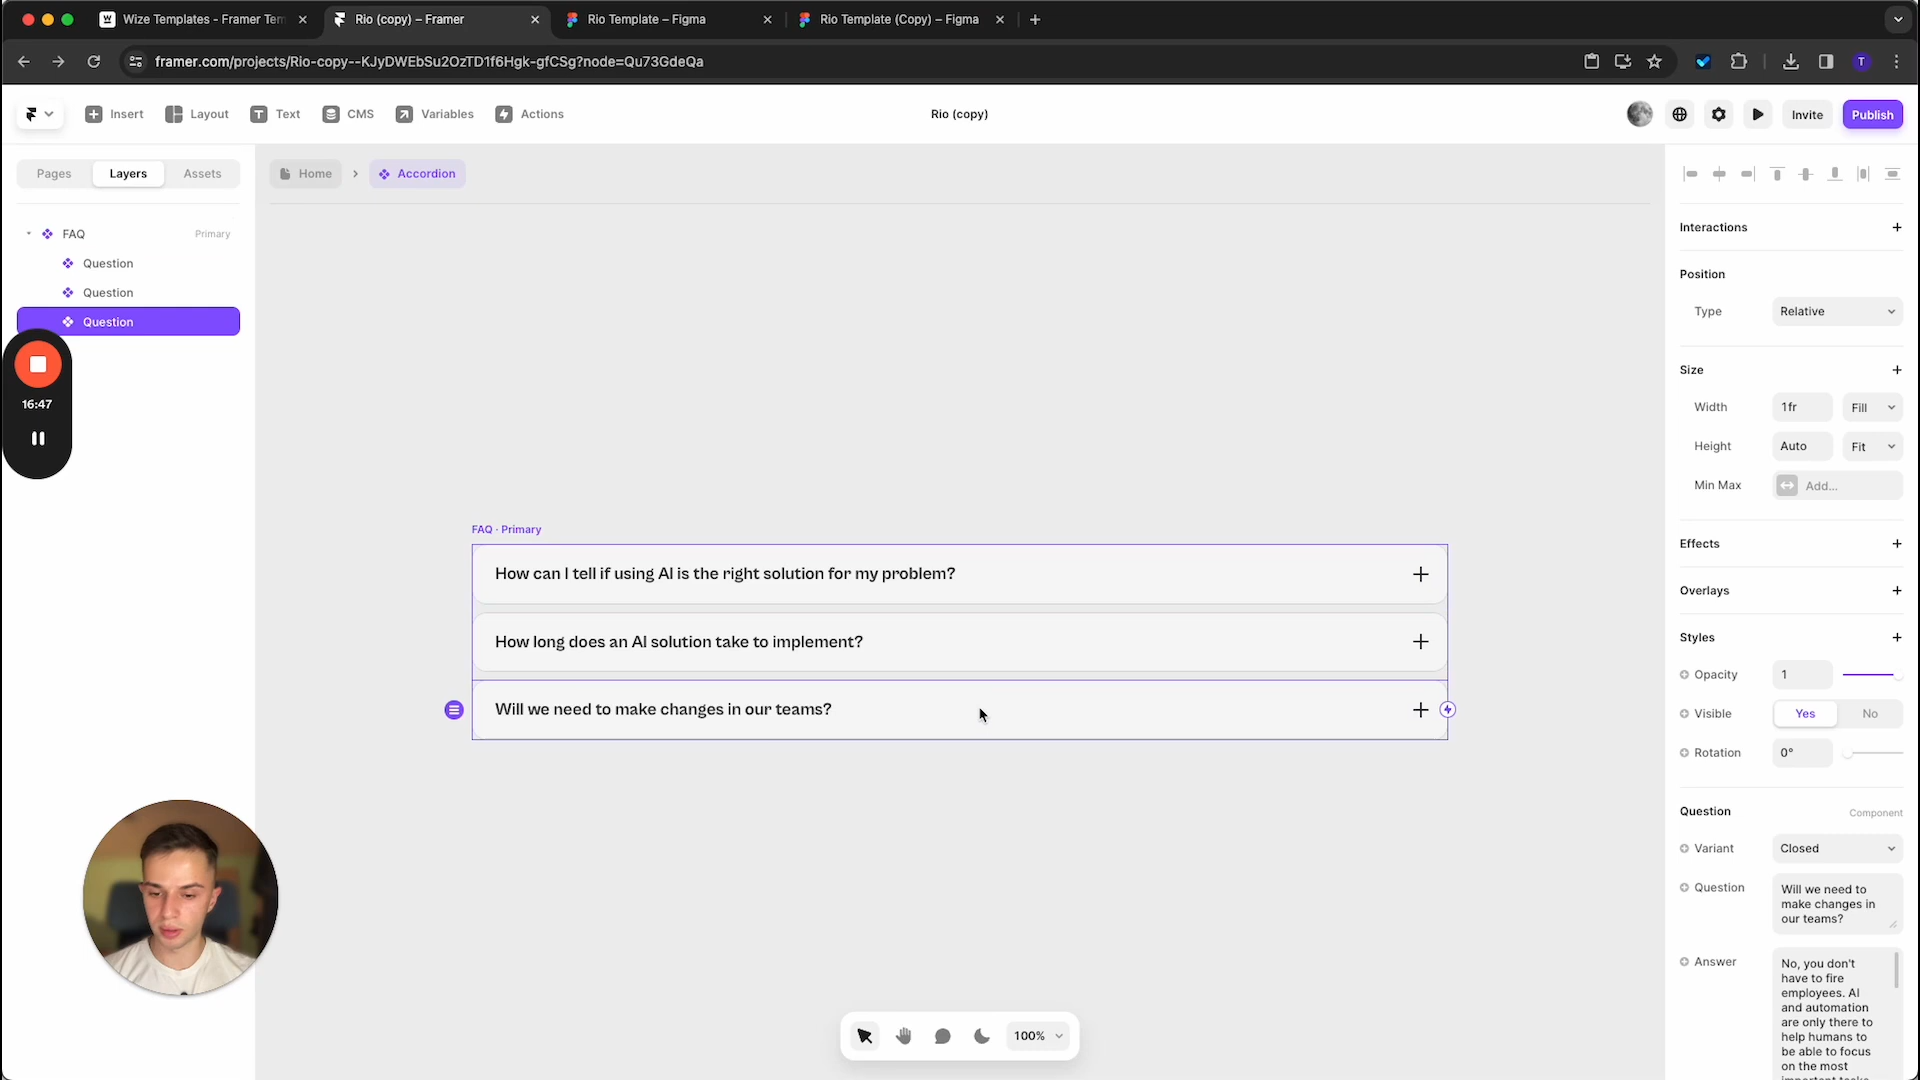 Wize Templates - Framer Tem
Rio (copy) – Framer
Rio Template – Figma
Rio Template (Copy) – Figma
framer.com/projects/Rio-copy--KJyDWEbSu2OzTD1f6Hgk-gfCSg?node=Qu73GdeQa
T
Insert
Layout
Text
CMS
Variables
Actions
Rio (copy)
Invite
Publish
Pages
Layers
Assets
Home
Accordion
FAQ
Primary
Question
Question
Question
16:47
FAQ · Primary
How can I tell if using AI is the right solution for my problem?
How long does an AI solution take to implement?
Will we need to make changes in our teams?
100%
Interactions
Position
Type
Relative
Size
Width
1fr
Fill
Height
Auto
Fit
Min Max
Add...
Effects
Overlays
Styles
Opacity
1
Visible
Yes
No
Rotation
0°
Question
Component
Variant
Closed
Question
Will we need to
make changes in
our teams?
Answer
No, you don't
have to fire
employees. AI
and automation
are only there to
help humans to
be able to focus
on the most
important tasks